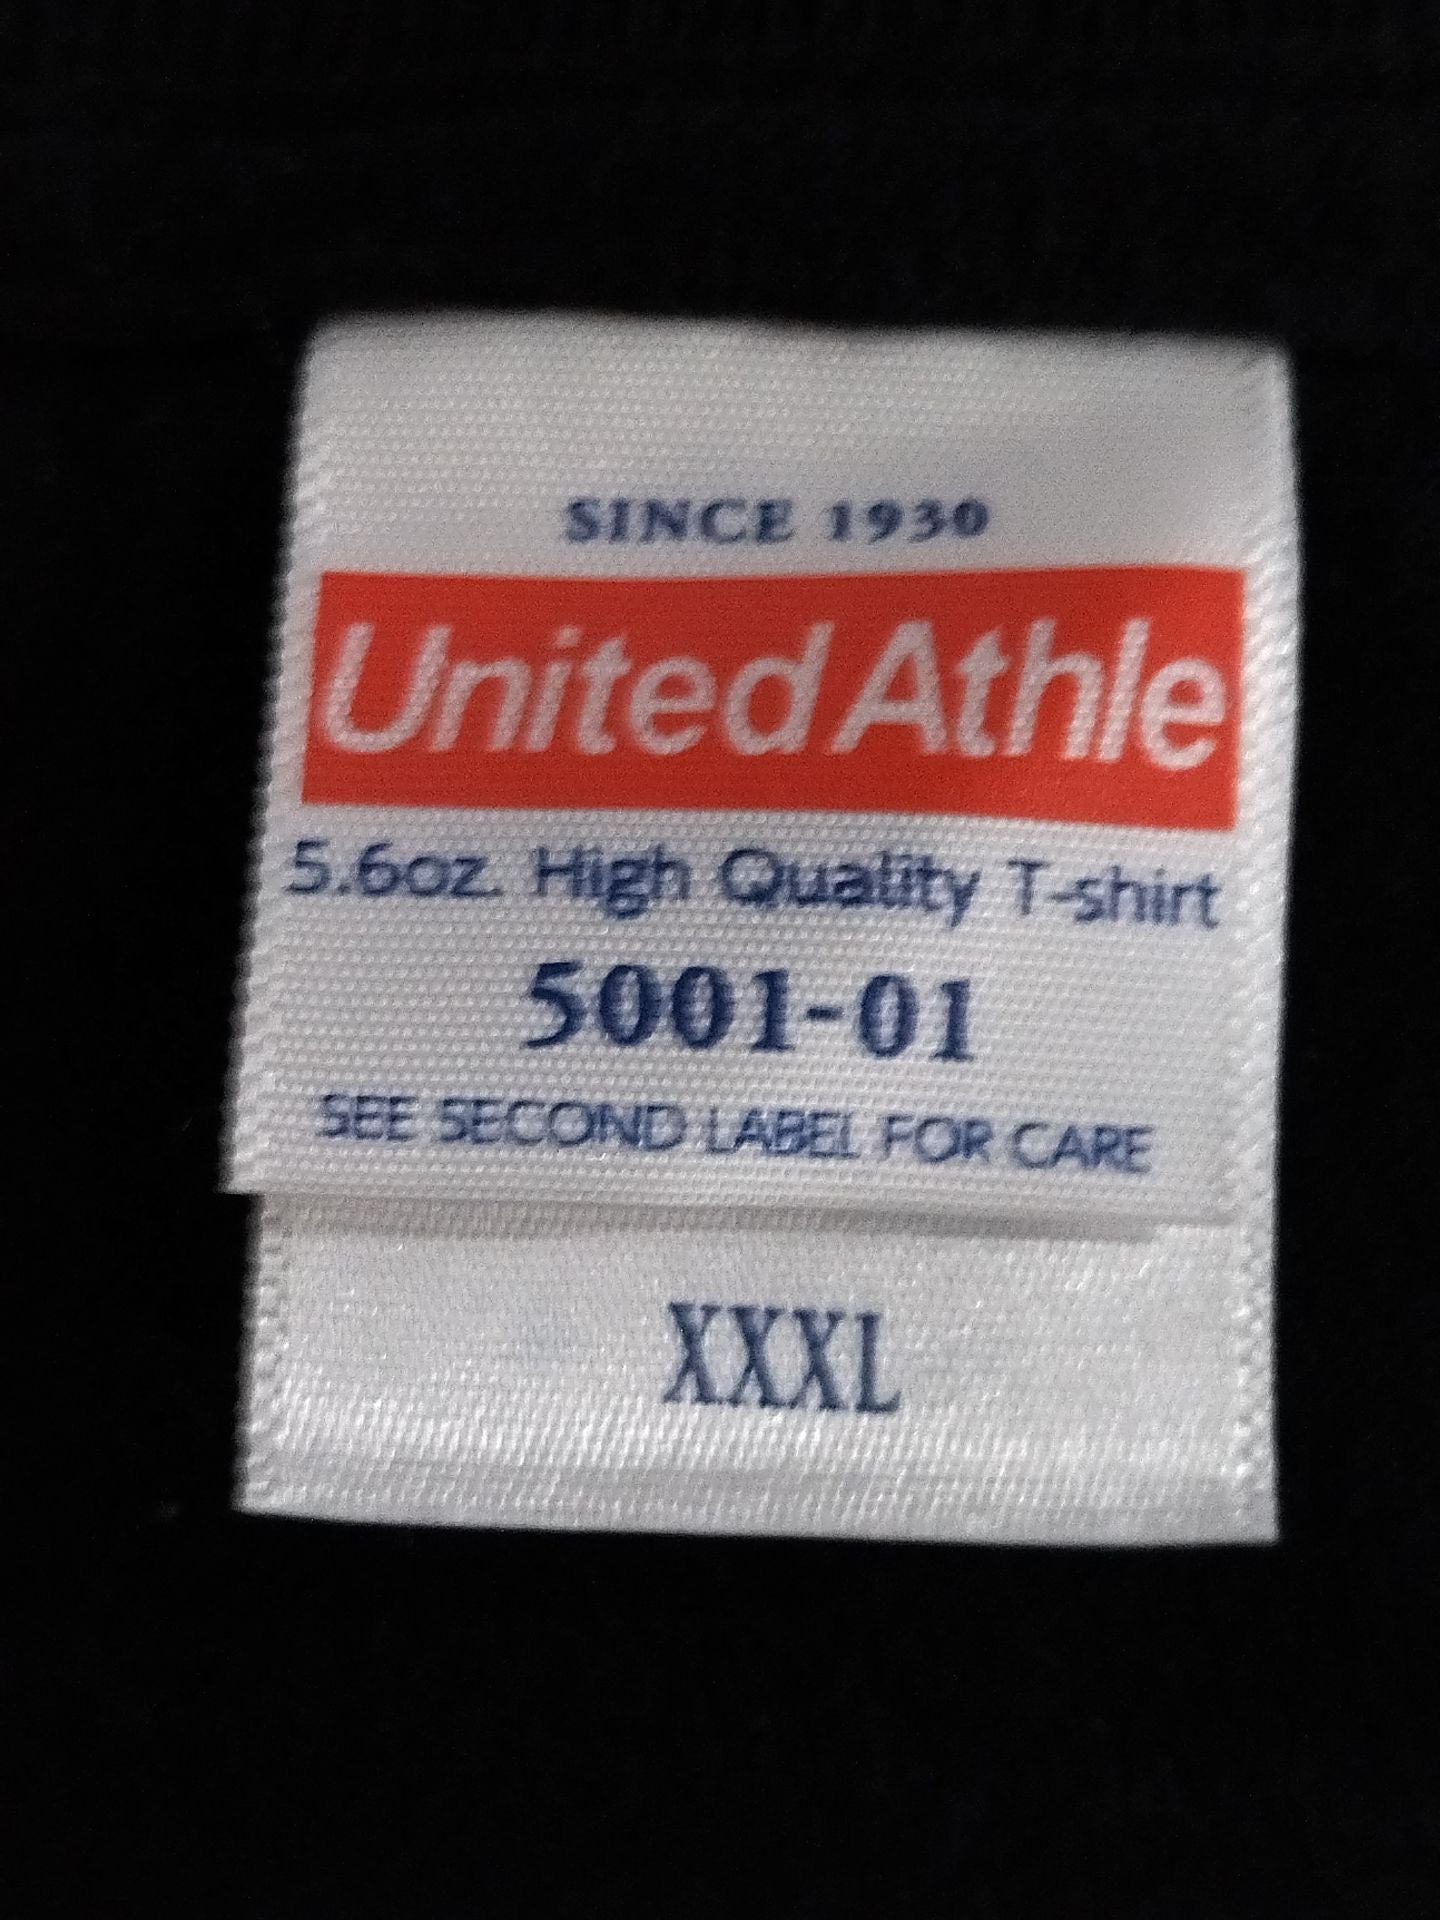 SINCE 1930
United Athle
5.6oz. High Quality T-shirt
5001-01
SEE SECOND LABEL FOR CARE
XXXL